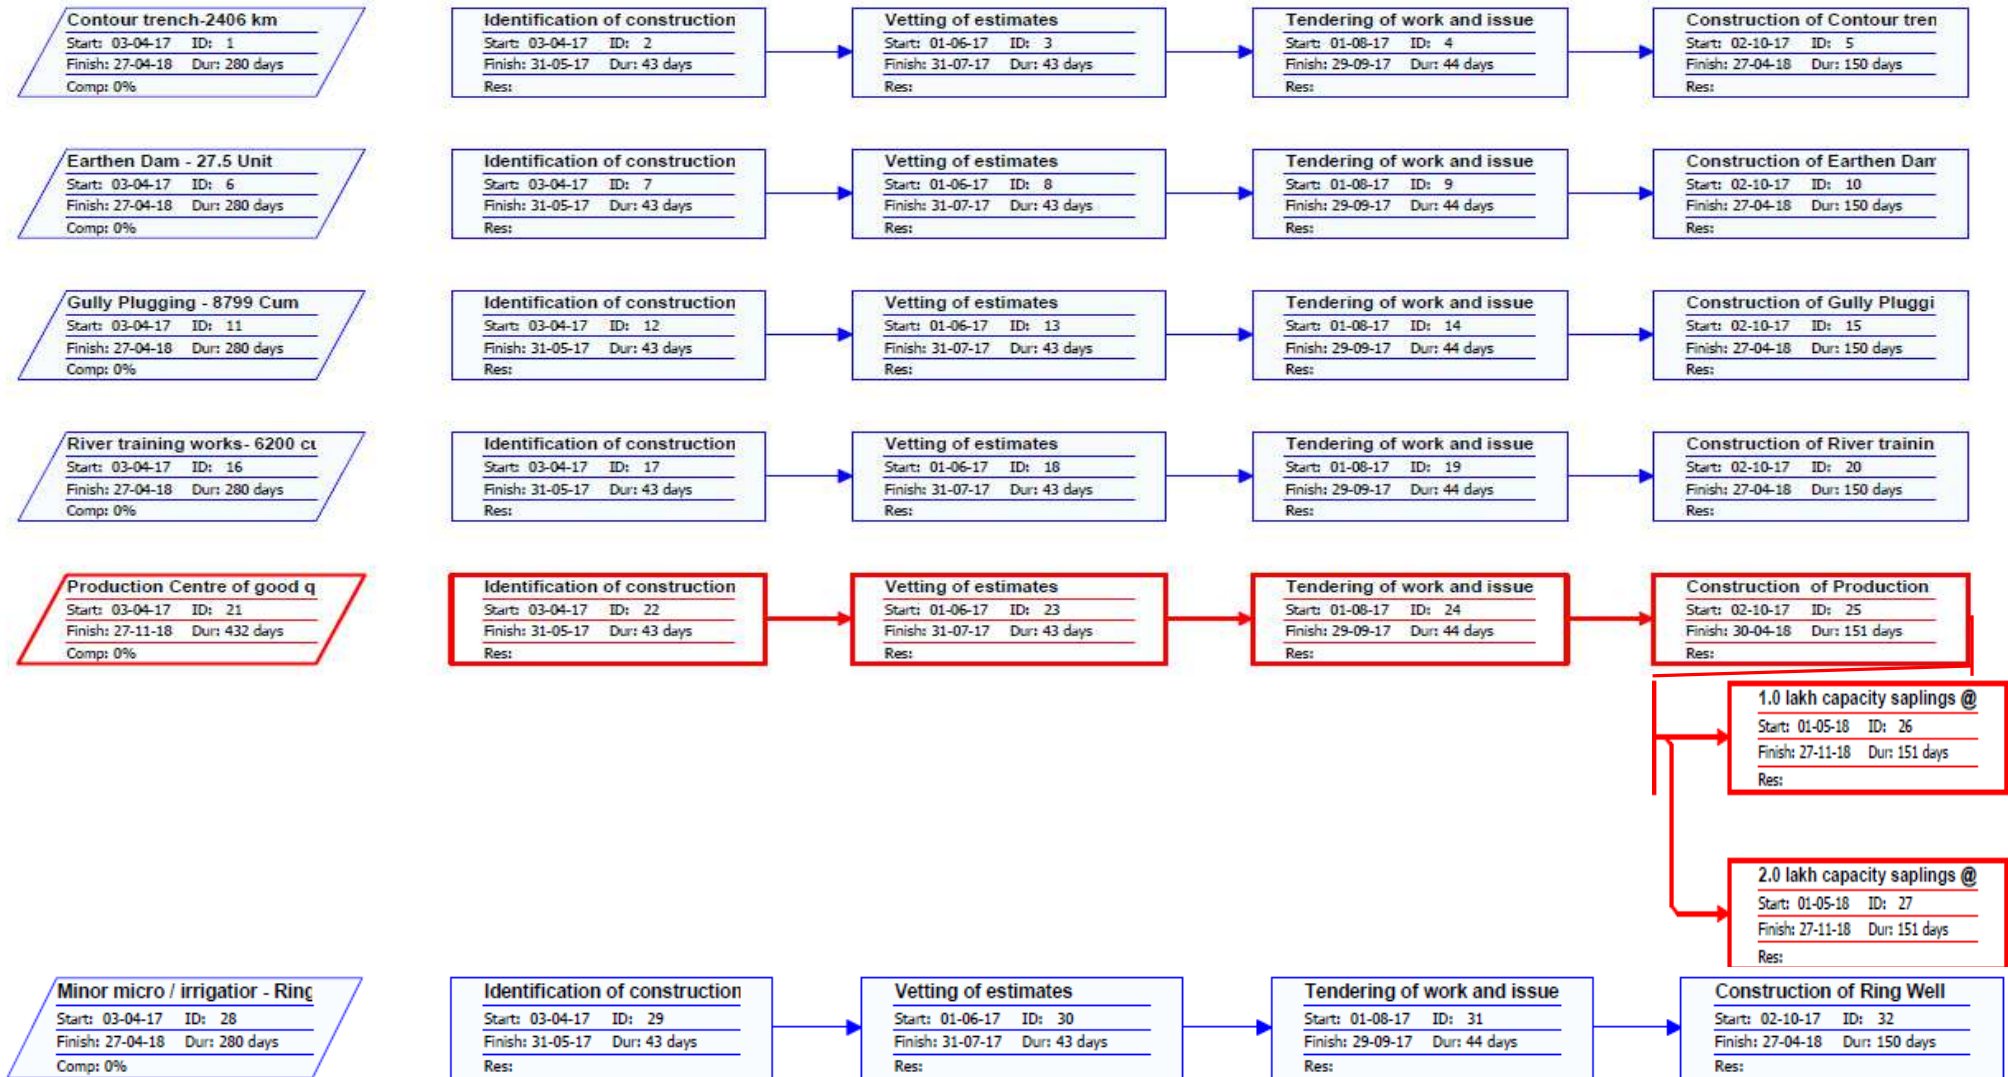 Contour trench-2406 km
Start: 03-04-17 ID: 1
Finish: 27-04-18 Dur: 280 days
Comp: 0%
Identification of construction
Start: 03-04-17 ID: 2
Finish: 31-05-17 Dur: 43 days
Res:
Vetting of estimates
Start: 01-06-17 ID: 3
Finish: 31-07-17 Dur: 43 days
Res:
Tendering of work and issue
Start: 01-08-17 ID: 4
Finish: 29-09-17 Dur: 44 days
Res:
Construction of Contour tren
Start: 02-10-17 ID: 5
Finish: 27-04-18 Dur: 150 days
Res:
Earthen Dam - 27.5 Unit
Start: 03-04-17 ID: 6
Finish: 27-04-18 Dur: 280 days
Comp: 0%
Identification of construction
Start: 03-04-17 ID: 7
Finish: 31-05-17 Dur: 43 days
Res:
Vetting of estimates
Start: 01-06-17 ID: 8
Finish: 31-07-17 Dur: 43 days
Res:
Tendering of work and issue
Start: 01-08-17 ID: 9
Finish: 29-09-17 Dur: 44 days
Res:
Construction of Earthen Dam
Start: 02-10-17 ID: 10
Finish: 27-04-18 Dur: 150 days
Res:
Gully Plugging - 8799 Cum
Start: 03-04-17 ID: 11
Finish: 27-04-18 Dur: 280 days
Comp: 0%
Identification of construction
Start: 03-04-17 ID: 12
Finish: 31-05-17 Dur: 43 days
Res:
Vetting of estimates
Start: 01-06-17 ID: 13
Finish: 31-07-17 Dur: 43 days
Res:
Tendering of work and issue
Start: 01-08-17 ID: 14
Finish: 29-09-17 Dur: 44 days
Res:
Construction of Gully Pluggi
Start: 02-10-17 ID: 15
Finish: 27-04-18 Dur: 150 days
Res:
River training works- 6200 cu
Start: 03-04-17 ID: 16
Finish: 27-04-18 Dur: 280 days
Comp: 0%
Identification of construction
Start: 03-04-17 ID: 17
Finish: 31-05-17 Dur: 43 days
Res:
Vetting of estimates
Start: 01-06-17 ID: 18
Finish: 31-07-17 Dur: 43 days
Res:
Tendering of work and issue
Start: 01-08-17 ID: 19
Finish: 29-09-17 Dur: 44 days
Res:
Construction of River trainin
Start: 02-10-17 ID: 20
Finish: 27-04-18 Dur: 150 days
Res:
Production Centre of good q
Start: 03-04-17 ID: 21
Finish: 27-11-18 Dur: 432 days
Comp: 0%
Identification of construction
Start: 03-04-17 ID: 22
Finish: 31-05-17 Dur: 43 days
Res:
Vetting of estimates
Start: 01-06-17 ID: 23
Finish: 31-07-17 Dur: 43 days
Res:
Tendering of work and issue
Start: 01-08-17 ID: 24
Finish: 29-09-17 Dur: 44 days
Res:
Construction of Production
Start: 02-10-17 ID: 25
Finish: 30-04-18 Dur: 151 days
Res:
1.0 lakh capacity saplings @
Start: 01-05-18 ID: 26
Finish: 27-11-18 Dur: 151 days
Res:
2.0 lakh capacity saplings @
Start: 01-05-18 ID: 27
Finish: 27-11-18 Dur: 151 days
Res:
Minor micro / irrigatior - Ring
Start: 03-04-17 ID: 28
Finish: 27-04-18 Dur: 280 days
Comp: 0%
Identification of construction
Start: 03-04-17 ID: 29
Finish: 31-05-17 Dur: 43 days
Res:
Vetting of estimates
Start: 01-06-17 ID: 30
Finish: 31-07-17 Dur: 43 days
Res:
Tendering of work and issue
Start: 01-08-17 ID: 31
Finish: 29-09-17 Dur: 44 days
Res:
Construction of Ring Well
Start: 02-10-17 ID: 32
Finish: 27-04-18 Dur: 150 days
Res: